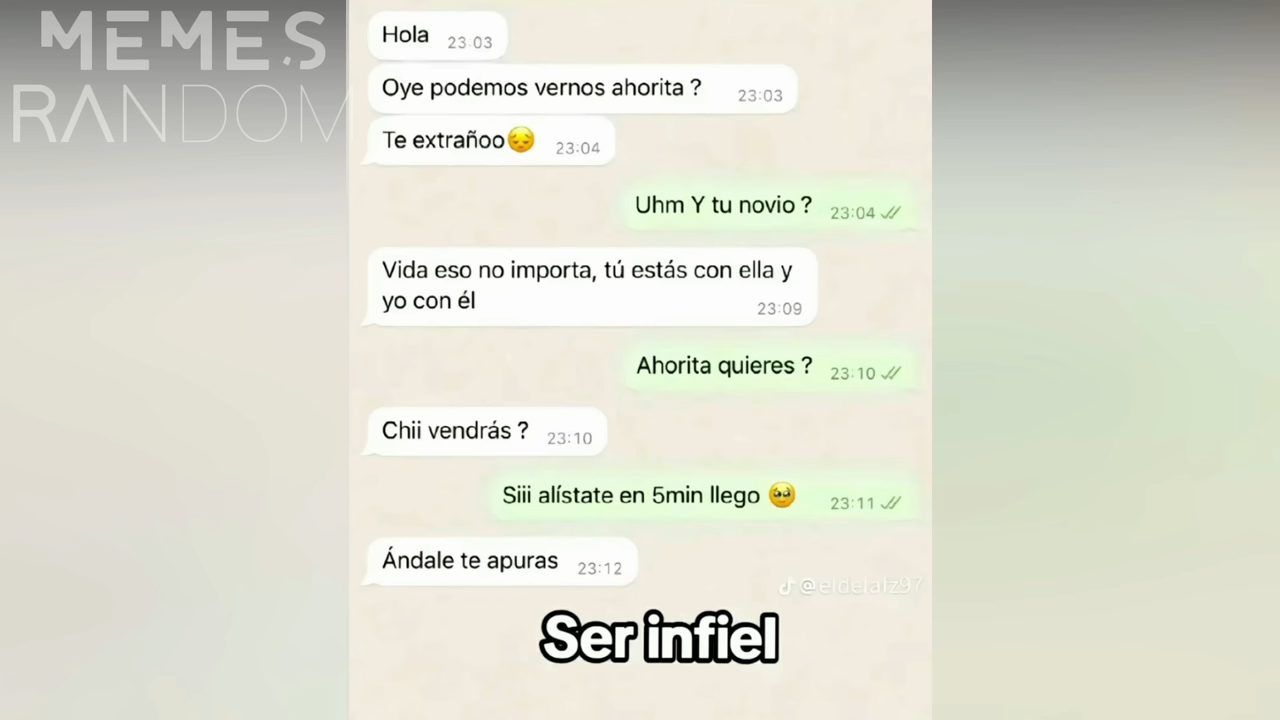 MEMES
RANDOM
Hola 23:03
Oye podemos vernos ahorita ? 23:03
Te extrañoo😔 23:04
Uhm Y tu novio ? 23:04
Vida eso no importa, tú estás con ella y
yo con él 23:09
Ahorita quieres ? 23:10
Chii vendrás ? 23:10
Siii alístate en 5min llego 🥹 23:11
Ándale te apuras 23:12
@eldelafz97
Ser infiel